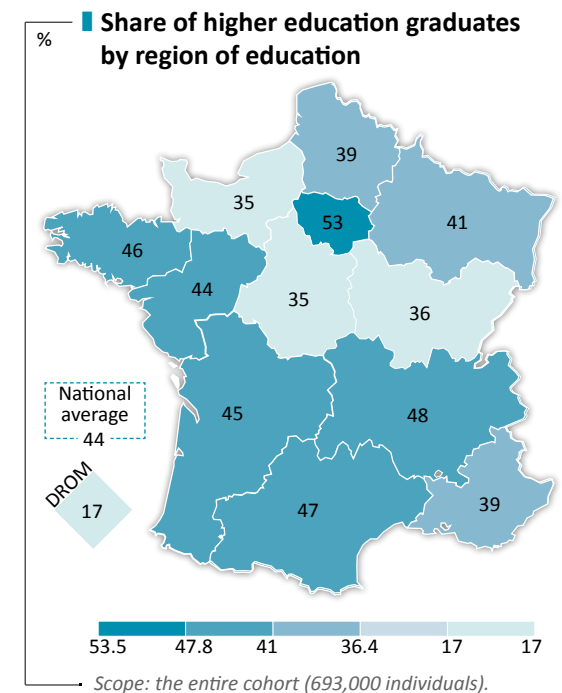 Share of higher education graduates
%
by region of education
39
35
53
41
46
44
35
36
National
average
44
45
48
DROM
17
47
39
53.5 47.8 41 36.4 17 17
Scope: the entire cohort (693,000 individuals).